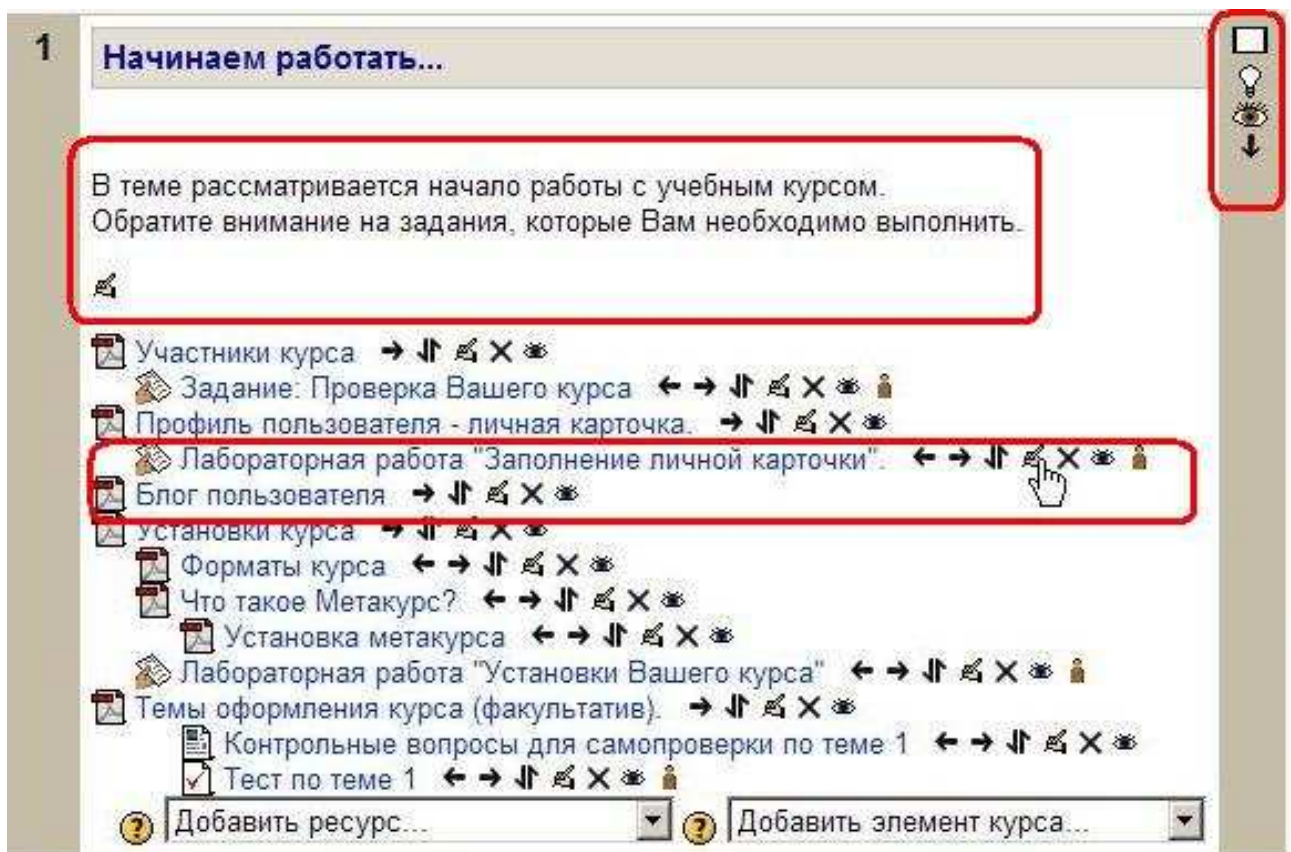 1
Начинаем работать...
В теме рассматривается начало работы с учебным курсом.
Обратите внимание на задания, которые Вам необходимо выполнить.
Участники курса
Задание: Проверка Вашего курса
Профиль пользователя - личная карточка.
Лабораторная работа "Заполнение личной карточки".
Блог пользователя
Установки курса
Форматы курса
Что такое Метакурс?
Установка метакурса
Лабораторная работа "Установки Вашего курса"
Темы оформления курса (факультатив).
Контрольные вопросы для самопроверки по теме 1
Тест по теме 1
? Добавить ресурс... ? Добавить элемент курса...